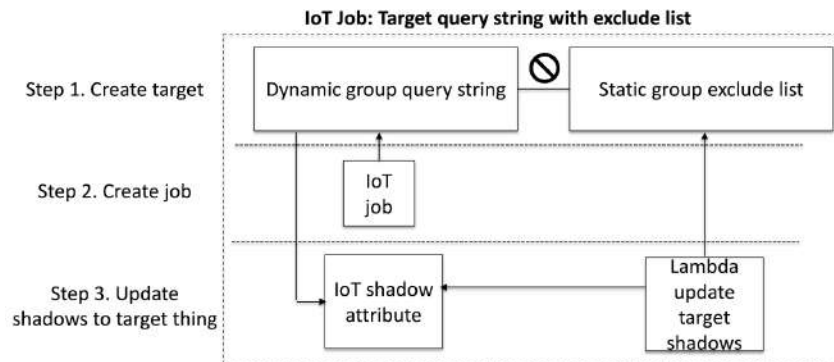 IoT Job: Target query string with exclude list
Step 1. Create target
Dynamic group query string
Static group exclude list
Step 2. Create job
IoT
job
Step 3. Update
shadows to target thing
IoT shadow
attribute
Lambda
update
target
shadows